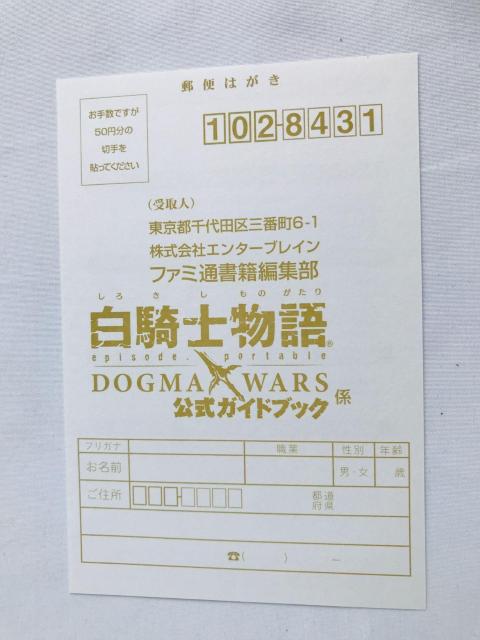 郵便はがき
お手数ですが
50円分の
切手を
貼ってください
102-8431
(受取人)
東京都千代田区三番町6-1
株式会社エンターブレイン
ファミ通書籍編集部
しろきしものがたり
白騎士物語®
episode. portable
DOGMA WARS
公式ガイドブック 係
フリガナ 職業 性別 年齢
お名前 男・女 歳
ご住所 都道
府県
☎( ) ―